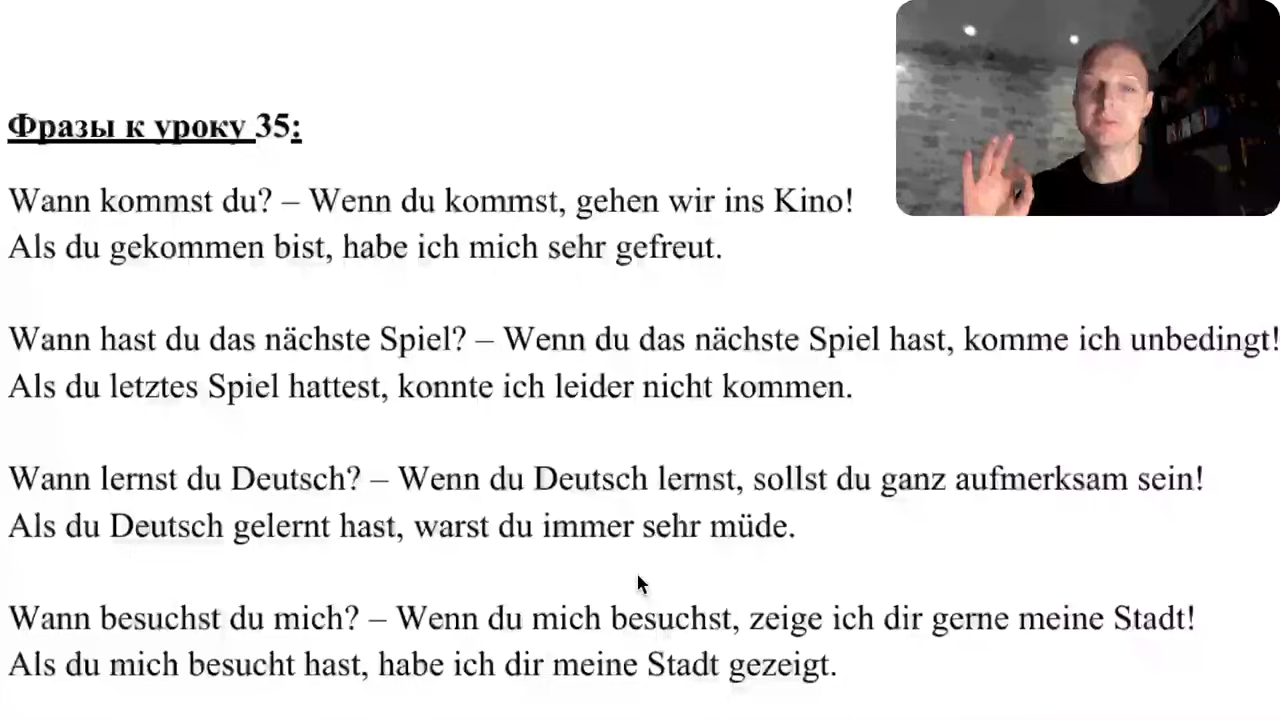 Фразы к уроку 35:
Wann kommst du? – Wenn du kommst, gehen wir ins Kino!
Als du gekommen bist, habe ich mich sehr gefreut.
Wann hast du das nächste Spiel? – Wenn du das nächste Spiel hast, komme ich unbedingt!
Als du letztes Spiel hattest, konnte ich leider nicht kommen.
Wann lernst du Deutsch? – Wenn du Deutsch lernst, sollst du ganz aufmerksam sein!
Als du Deutsch gelernt hast, warst du immer sehr müde.
Wann besuchst du mich? – Wenn du mich besuchst, zeige ich dir gerne meine Stadt!
Als du mich besucht hast, habe ich dir meine Stadt gezeigt.